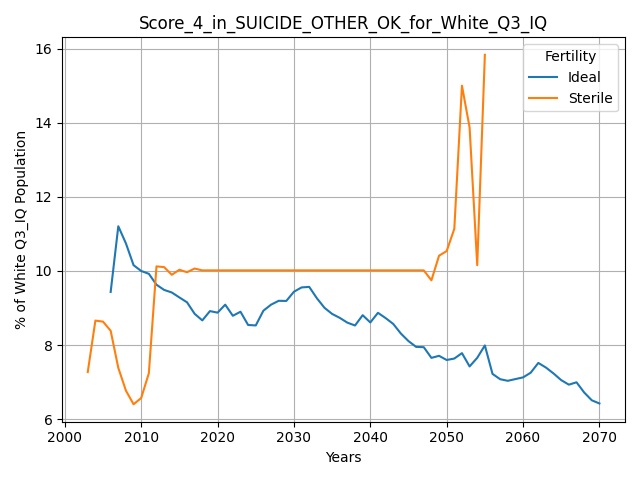 Score_4_in_SUICIDE_OTHER_OK_for_White_Q3_IQ
Fertility
Ideal
Sterile
% of White Q3_IQ Population
16
14
12
10
8
6
2000 2010 2020 2030 2040 2050 2060 2070
Years